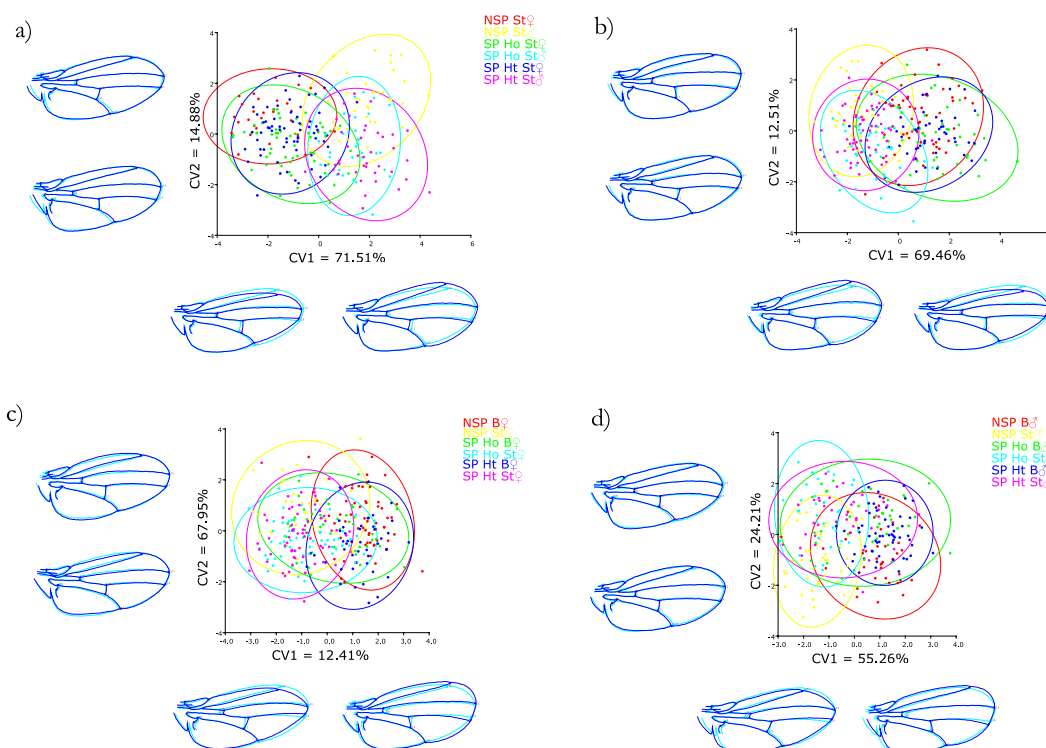 a)
NSP St♀
NSP St♂
SP Ho St♀
SP Ho St♂
SP Ht St♀
SP Ht St♂
CV2 = 14.88%
4
2
0
-2
-4
-4 -2 0 2 4 6
CV1 = 71.51%
b)
CV2 = 12.51%
4
2
0
-2
-4
-4 -2 0 2 4
CV1 = 69.46%
c)
NSP B♀
NSP St♀
SP Ho B♀
SP Ho St♀
SP Ht B♀
SP Ht St♀
CV2 = 67.95%
4
2
0
-2
-4
-4.0 -3.0 -2.0 -1.0 0.0 1.0 2.0 3.0 4.0
CV1 = 12.41%
d)
NSP B♂
NSP St
SP Ho B
SP Ho St
SP Ht B♂
SP Ht St
CV2 = 24.21%
4
2
0
-2
-4
-3.0 -2.0 -1.0 0.0 1.0 2.0 3.0 4.0
CV1 = 55.26%